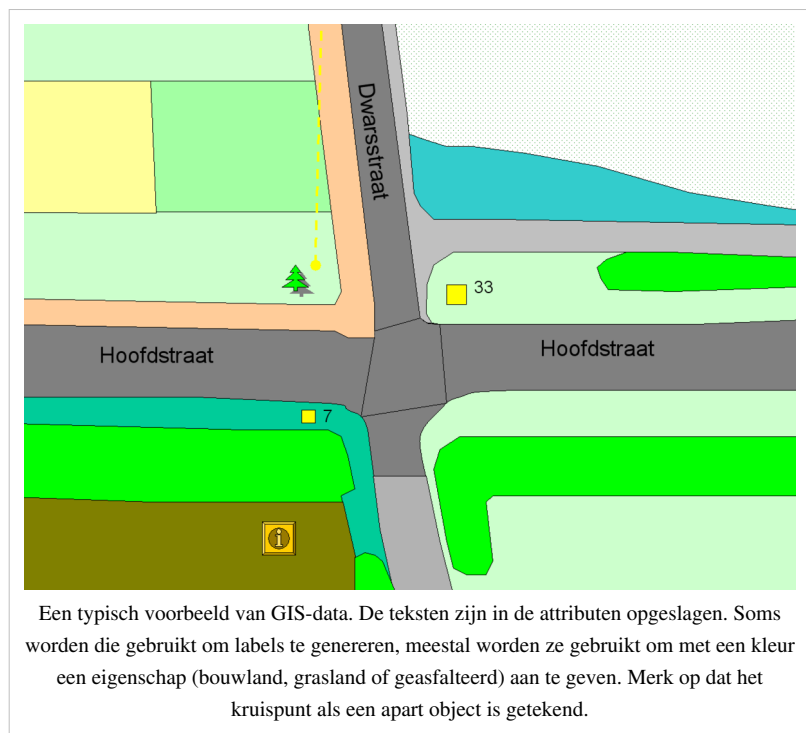 Dwarsstraat
33
Hoofdstraat
Hoofdstraat
7
i
Een typisch voorbeeld van GIS-data. De teksten zijn in de attributen opgeslagen. Soms
worden die gebruikt om labels te genereren, meestal worden ze gebruikt om met een kleur
een eigenschap (bouwland, grasland of geasfalteerd) aan te geven. Merk op dat het
kruispunt als een apart object is getekend.